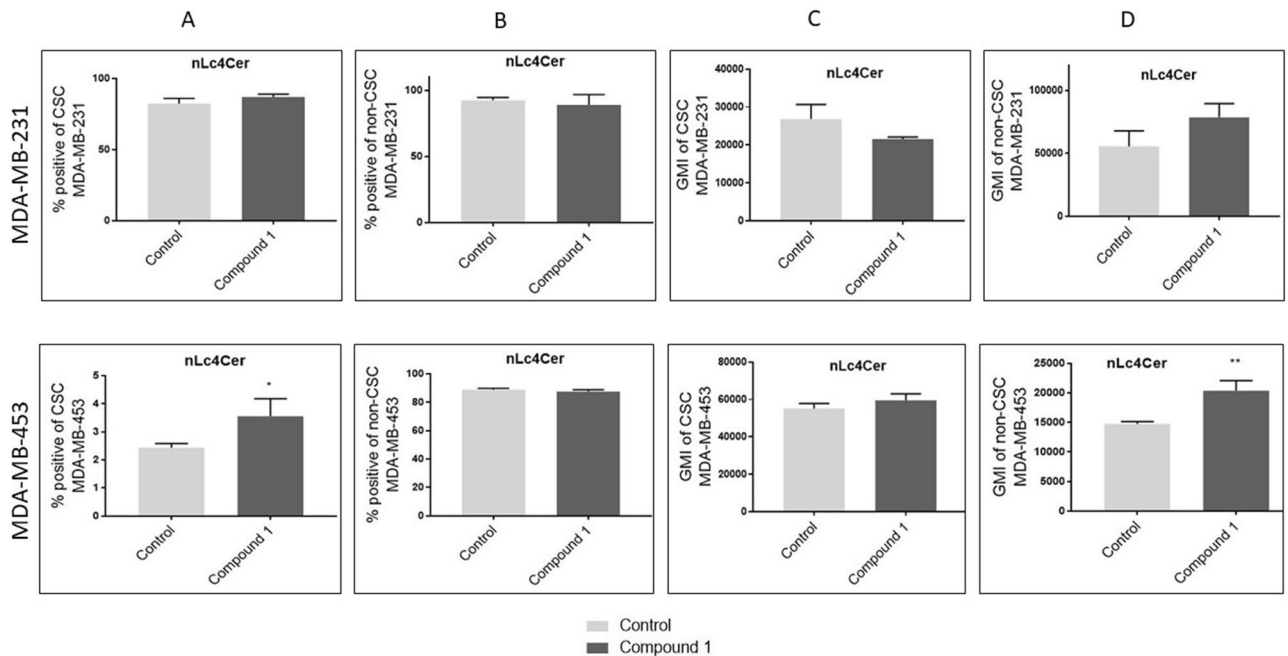 A
B
C
D
MDA-MB-231
nLc4Cer
% positive of CSC
MDA-MB-231
100
50
0
Control
Compound 1
nLc4Cer
% positive of non-CSC
MDA-MB-231
100
50
0
Control
Compound 1
nLc4Cer
GMI of CSC
MDA-MB-231
40000
30000
20000
10000
0
Control
Compound 1
nLc4Cer
GMI of non-CSC
MDA-MB-231
100000
50000
0
Control
Compound 1
MDA-MB-453
nLc4Cer
% positive of CSC
MDA-MB-453
5
4
3
2
1
0
*
Control
Compound 1
nLc4Cer
% positive of non-CSC
MDA-MB-453
100
80
60
40
20
0
Control
Compound 1
nLc4Cer
GMI of CSC
MDA-MB-453
80000
60000
40000
20000
0
Control
Compound 1
nLc4Cer
GMI of non-CSC
MDA-MB-453
25000
20000
15000
10000
5000
0
**
Control
Compound 1
Control
Compound 1